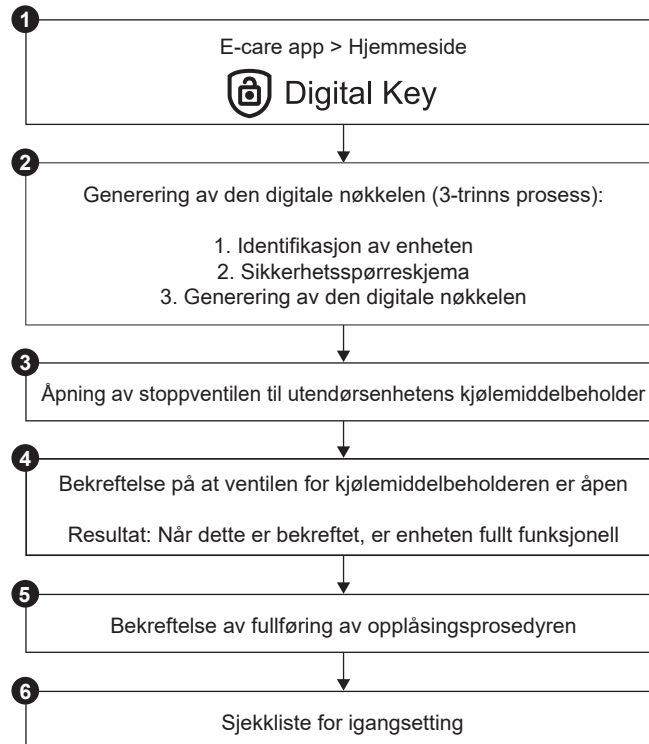 1
E-care app > Hjemmeside
Digital Key
2
Generering av den digitale nøkkelen (3-trinns prosess):
1. Identifikasjon av enheten
2. Sikkerhetsspørreskjema
3. Generering av den digitale nøkkelen
3
Åpning av stoppventilen til utendørsenhetens kjølemiddelbeholder
4
Bekreftelse på at ventilen for kjølemiddelbeholderen er åpen
Resultat: Når dette er bekreftet, er enheten fullt funksjonell
5
Bekreftelse av fullføring av opplåsingsprosedyren
6
Sjekkliste for igangsetting